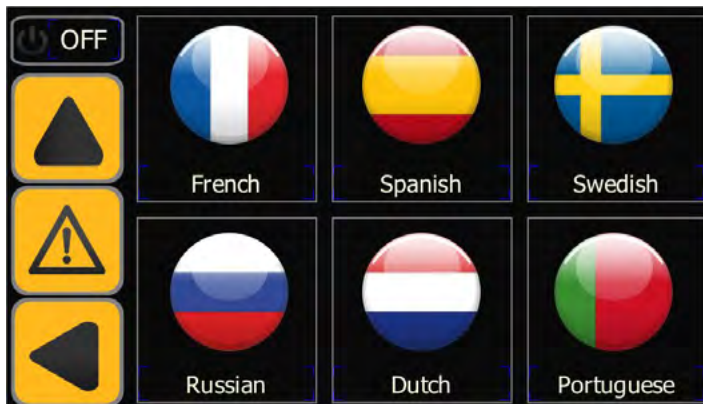 OFF
French
Spanish
Swedish
Russian
Dutch
Portuguese